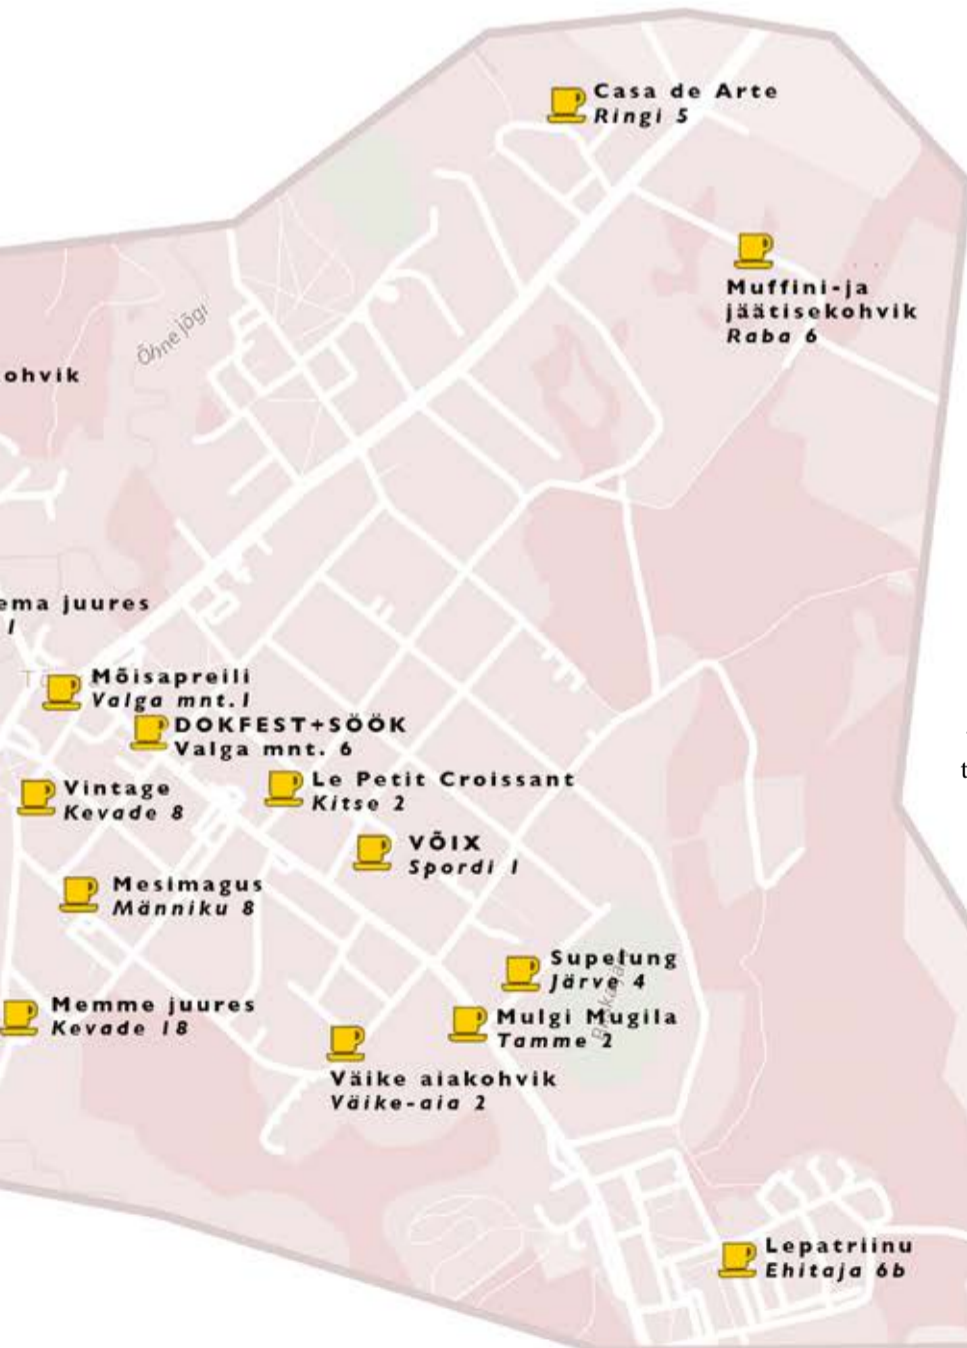 Casa de Arte
Ringi 5
Muffini-ja
jäätisekohvik
Raba 6
Õhne jõgi
ohvik
ema juures
1
Mõisapreili
Valga mnt.1
DOKFEST+SÖÖK
Valga mnt. 6
Le Petit Croissant
Kitse 2
Vintage
Kevade 8
VÕIX
Spordi 1
Mesimagus
Männiku 8
Supelung
Järve 4
Memme juures
Kevade 18
Mulgi Mugila
Tamme 2
Väike aiakohvik
Väike-aia 2
Lepatriinu
Ehitaja 6b
t